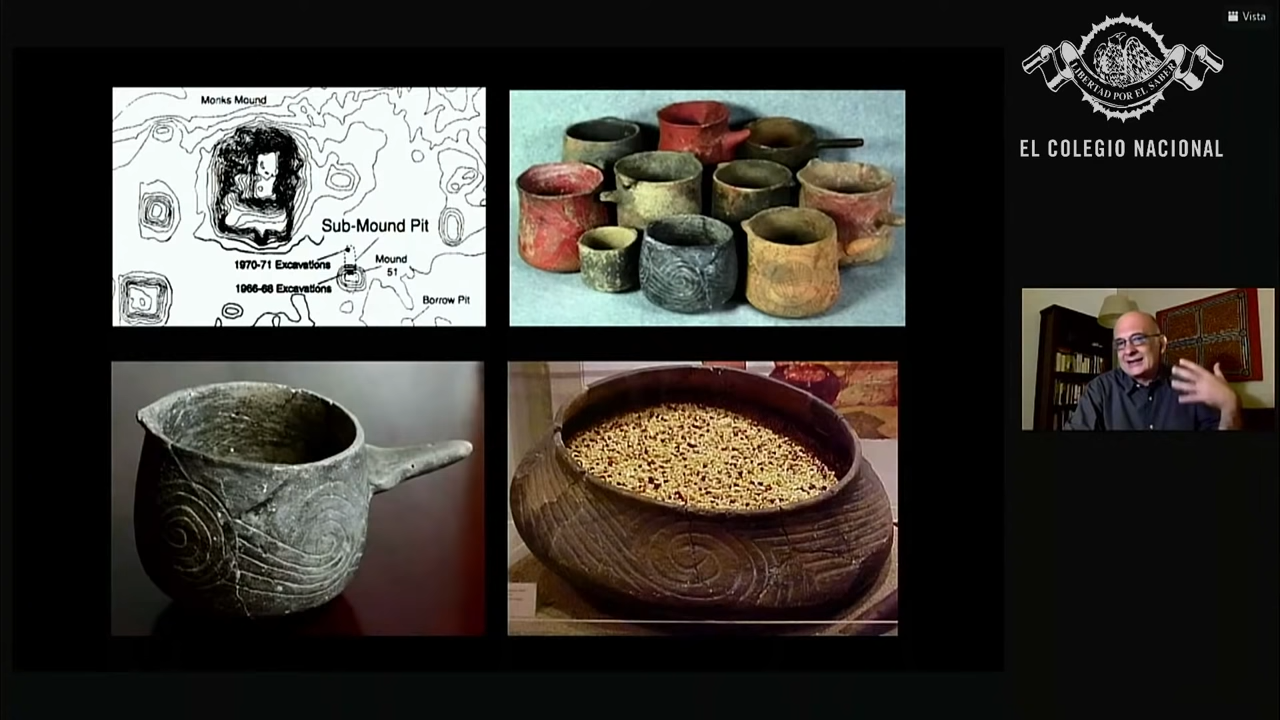 Vista
Monks Mound
Sub-Mound Pit
1970-71 Excavations
Mound
51
1966-68 Excavations
Borrow Pit
LIBERTAD POR EL SABER
EL COLEGIO NACIONAL